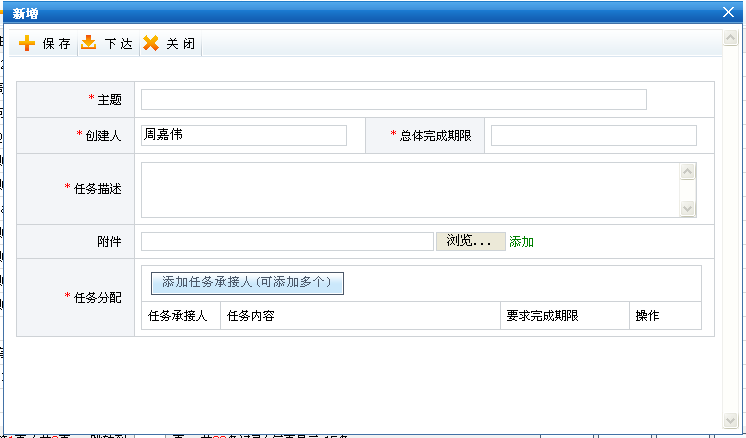 新增
保 存 下 达 关 闭
* 主题
* 创建人 周嘉伟 * 总体完成期限
* 任务描述
附件 浏览... 添加
* 任务分配 添加任务承接人(可添加多个)
任务承接人 任务内容 要求完成期限 操作